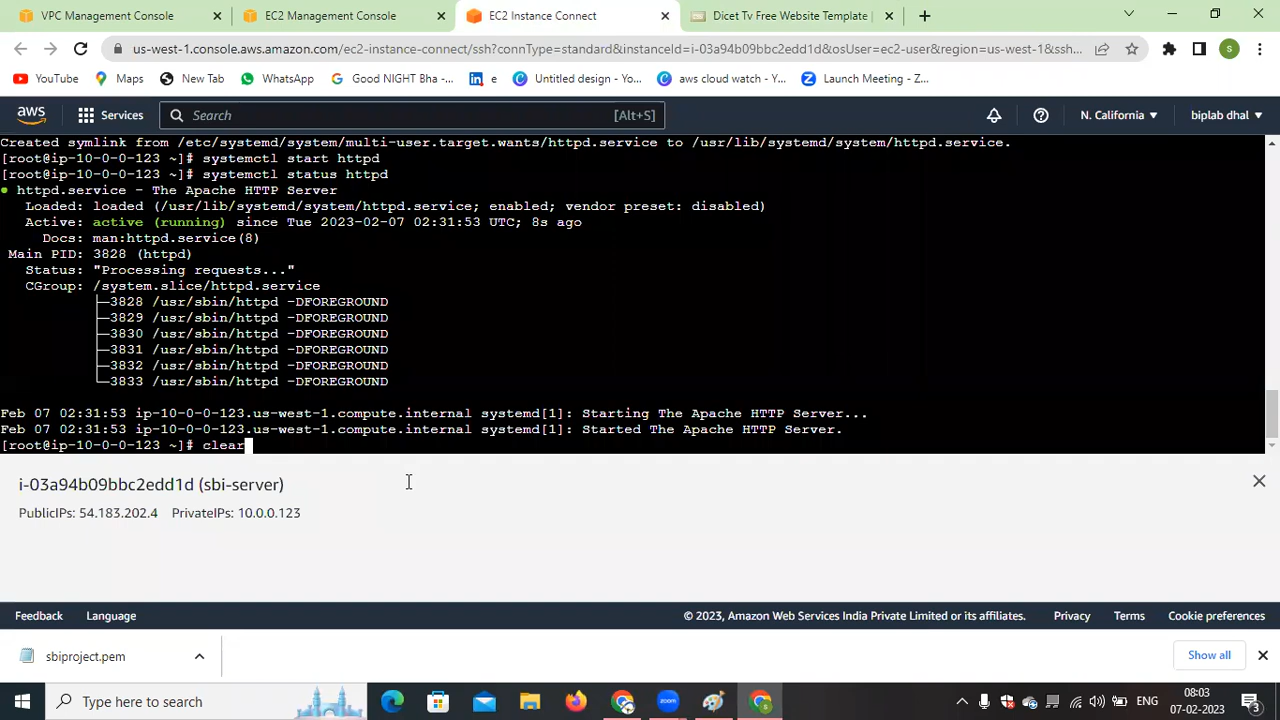 VPC Management Console
EC2 Management Console
EC2 Instance Connect
Dicet Tv Free Website Template |
us-west-1.console.aws.amazon.com/ec2-instance-connect/ssh?connType=standard&instanceId=i-03a94b09bbc2edd1d&osUser=ec2-user&region=us-west-1&ssh...
S
YouTube
Maps
New Tab
WhatsApp
Good NIGHT Bha -...
e
Untitled design - Yo...
aws cloud watch - Y...
Launch Meeting - Z...
aws
Services
Search
[Alt+S]
N. California
biplab dhal
Created symlink from /etc/systemd/system/multi-user.target.wants/httpd.service to /usr/lib/systemd/system/httpd.service.
[root@ip-10-0-0-123 ~]# systemctl start httpd
[root@ip-10-0-0-123 ~]# systemctl status httpd
● httpd.service - The Apache HTTP Server
Loaded: loaded (/usr/lib/systemd/system/httpd.service; enabled; vendor preset: disabled)
Active: active (running) since Tue 2023-02-07 02:31:53 UTC; 8s ago
Docs: man:httpd.service(8)
Main PID: 3828 (httpd)
Status: "Processing requests..."
CGroup: /system.slice/httpd.service
├─3828 /usr/sbin/httpd -DFOREGROUND
├─3829 /usr/sbin/httpd -DFOREGROUND
├─3830 /usr/sbin/httpd -DFOREGROUND
├─3831 /usr/sbin/httpd -DFOREGROUND
├─3832 /usr/sbin/httpd -DFOREGROUND
└─3833 /usr/sbin/httpd -DFOREGROUND
Feb 07 02:31:53 ip-10-0-0-123.us-west-1.compute.internal systemd[1]: Starting The Apache HTTP Server...
Feb 07 02:31:53 ip-10-0-0-123.us-west-1.compute.internal systemd[1]: Started The Apache HTTP Server.
[root@ip-10-0-0-123 ~]# clear
i-03a94b09bbc2edd1d (sbi-server)
PublicIPs: 54.183.202.4 PrivateIPs: 10.0.0.123
Feedback
Language
© 2023, Amazon Web Services India Private Limited or its affiliates.
Privacy
Terms
Cookie preferences
sbiproject.pem
Show all
Type here to search
zoom
ENG
08:03
07-02-2023
3